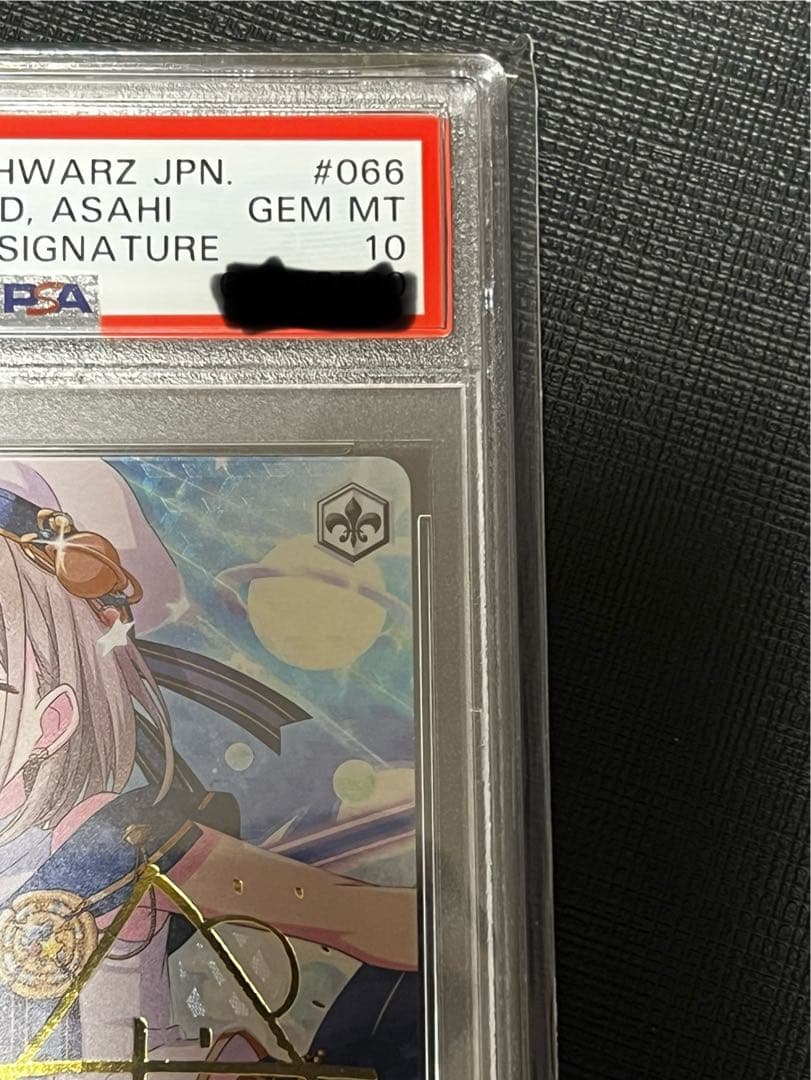 HWARZ JPN. #066
D, ASAHI GEM MT
SIGNATURE 10
PSA